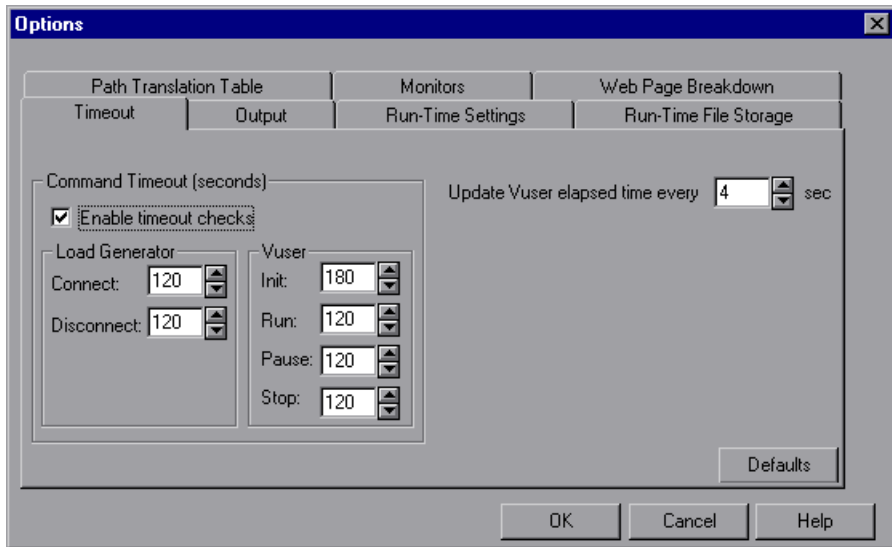 Options
Path Translation Table Monitors Web Page Breakdown
Timeout Output Run-Time Settings Run-Time File Storage
Command Timeout (seconds)
Update Vuser elapsed time every 4 sec
Enable timeout checks
Load Generator
Connect: 120
Disconnect: 120
Vuser
Init: 180
Run: 120
Pause: 120
Stop: 120
Defaults
OK Cancel Help